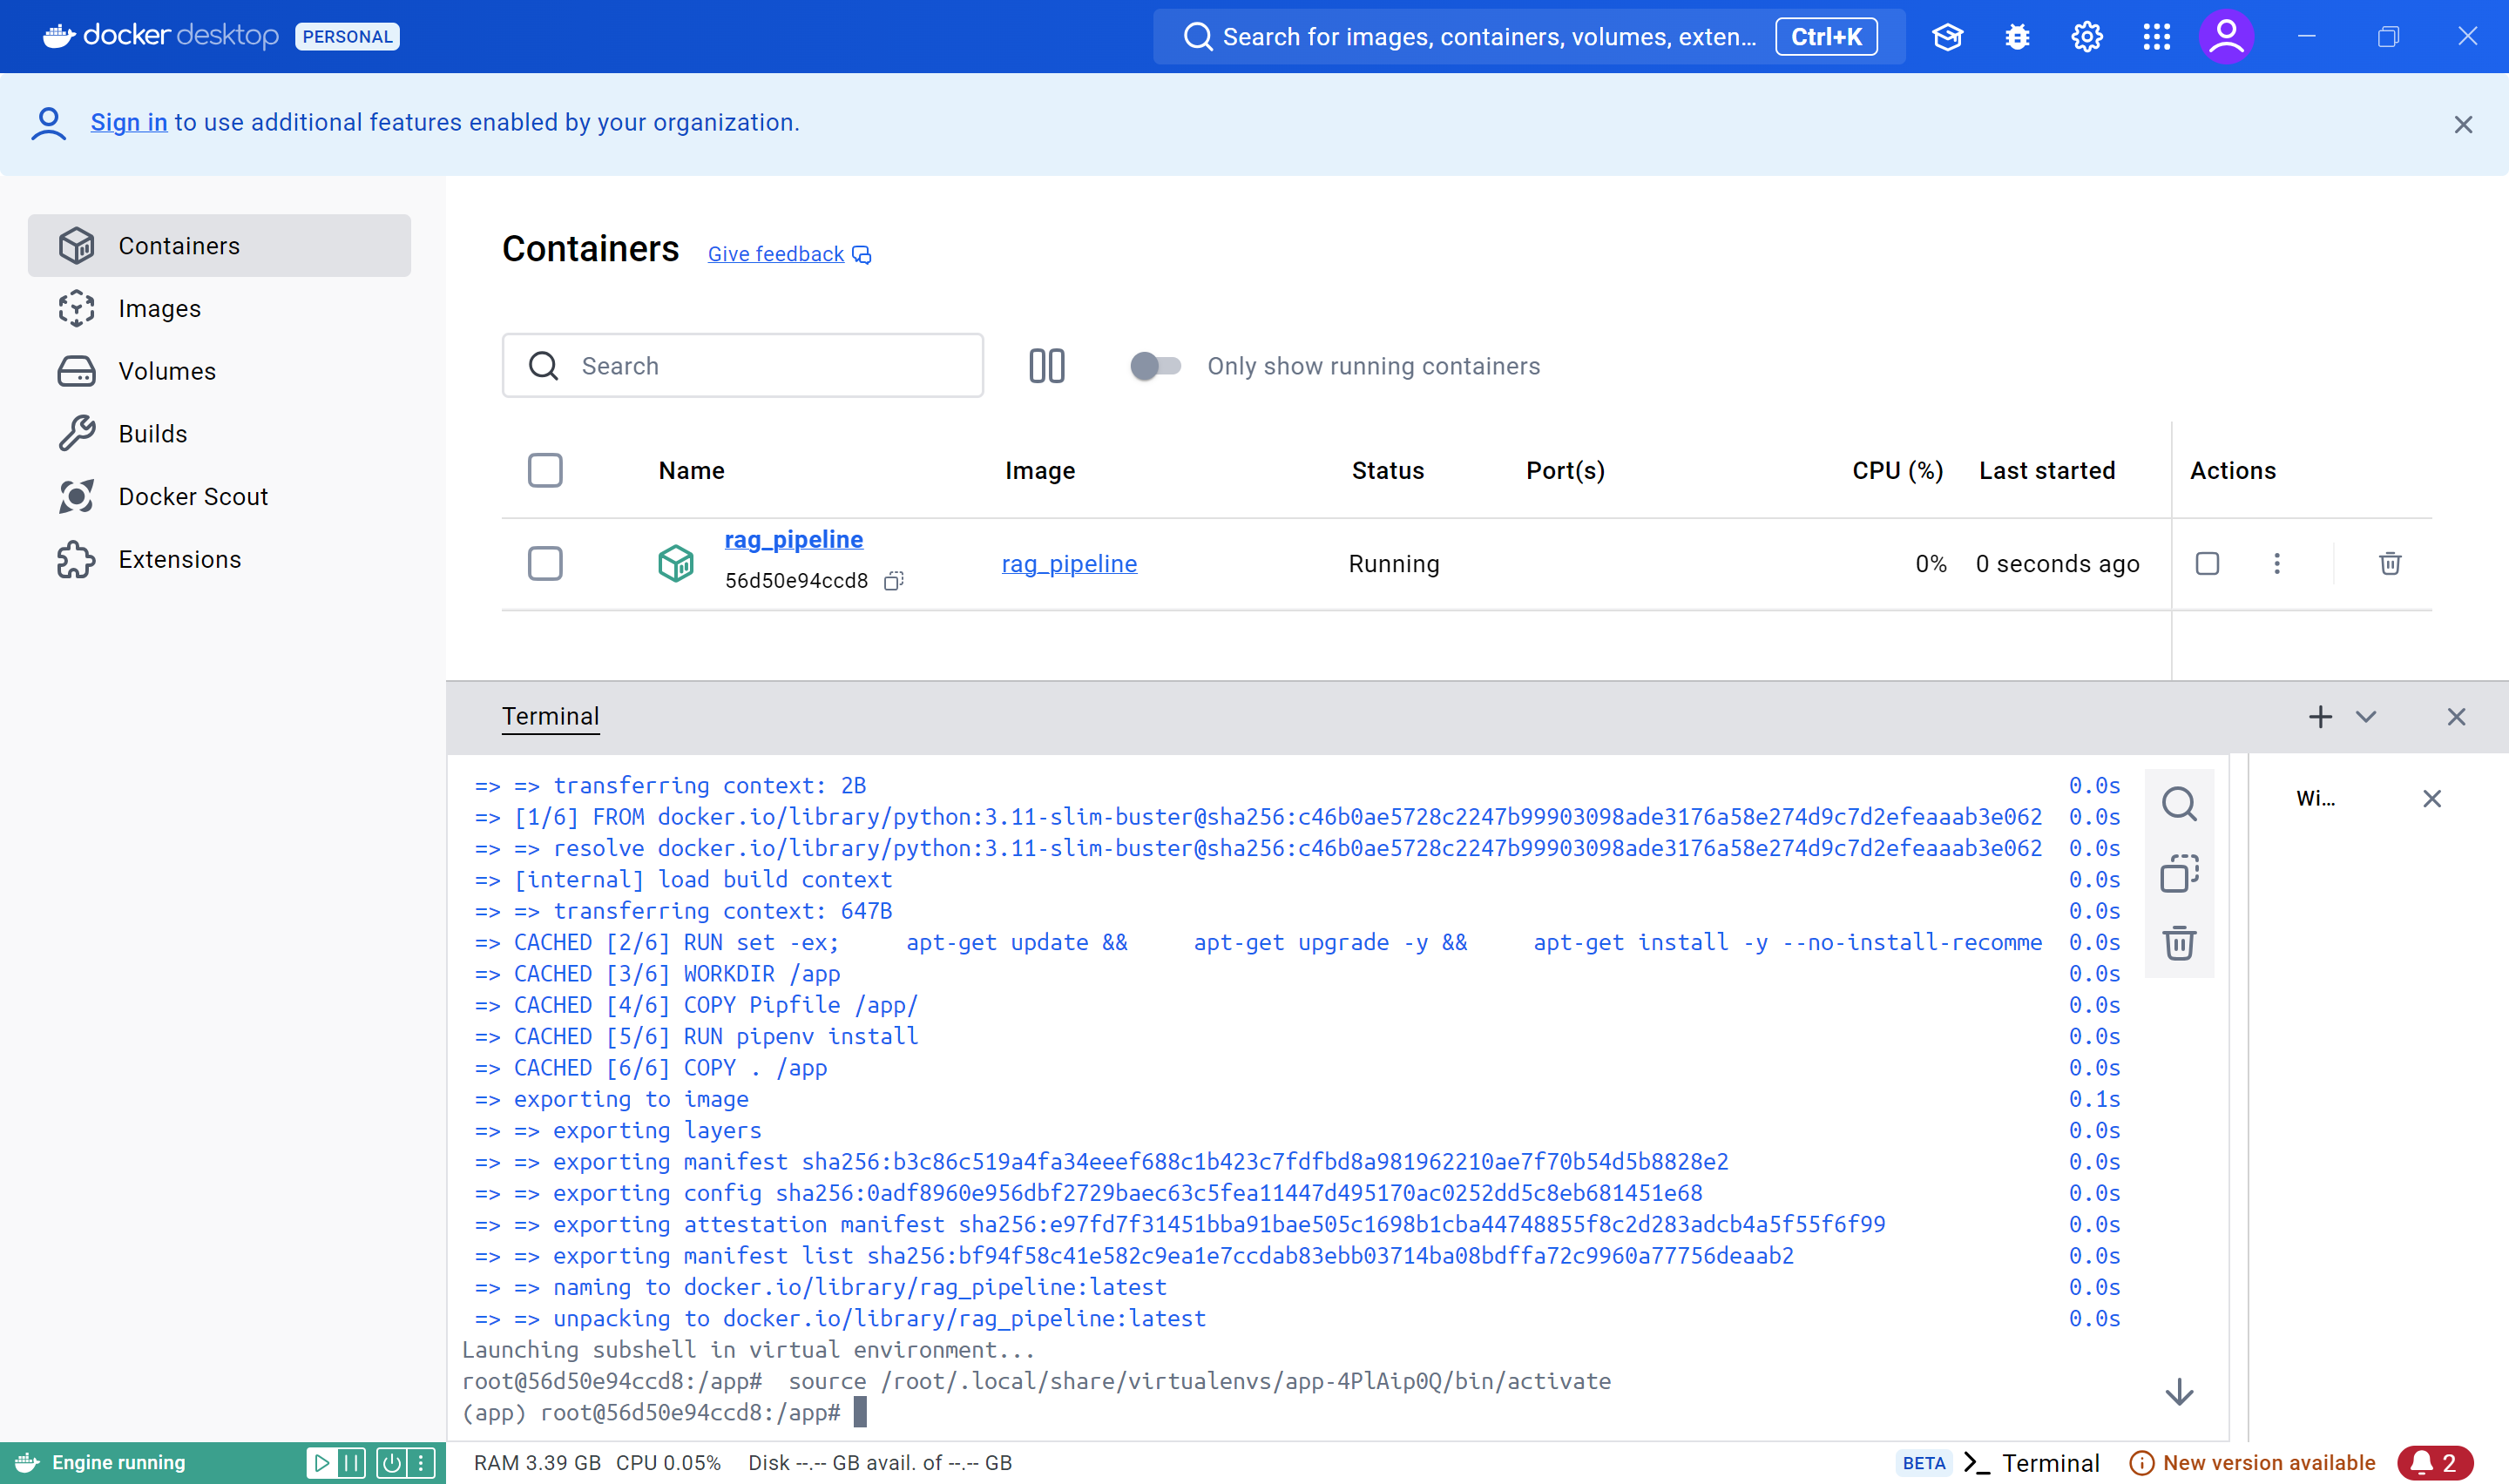 docker desktop PERSONAL
Search for images, containers, volumes, exten... Ctrl+K
Sign in to use additional features enabled by your organization.
Containers
Images
Volumes
Builds
Docker Scout
Extensions
Containers Give feedback
Search
Only show running containers
Name Image Status Port(s) CPU (%) Last started Actions
rag_pipeline
56d50e94ccd8
rag_pipeline Running 0% 0 seconds ago
Terminal
=> => transferring context: 2B 0.0s
=> [1/6] FROM docker.io/library/python:3.11-slim-buster@sha256:c46b0ae5728c2247b99903098ade3176a58e274d9c7d2efeaaab3e062 0.0s
=> => resolve docker.io/library/python:3.11-slim-buster@sha256:c46b0ae5728c2247b99903098ade3176a58e274d9c7d2efeaaab3e062 0.0s
=> [internal] load build context 0.0s
=> => transferring context: 647B 0.0s
=> CACHED [2/6] RUN set -ex;     apt-get update &&     apt-get upgrade -y &&     apt-get install -y --no-install-recomme 0.0s
=> CACHED [3/6] WORKDIR /app 0.0s
=> CACHED [4/6] COPY Pipfile /app/ 0.0s
=> CACHED [5/6] RUN pipenv install 0.0s
=> CACHED [6/6] COPY . /app 0.0s
=> exporting to image 0.1s
=> => exporting layers 0.0s
=> => exporting manifest sha256:b3c86c519a4fa34eeef688c1b423c7fdfbd8a981962210ae7f70b54d5b8828e2 0.0s
=> => exporting config sha256:0adf8960e956dbf2729baec63c5fea11447d495170ac0252dd5c8eb681451e68 0.0s
=> => exporting attestation manifest sha256:e97fd7f31451bba91bae505c1698b1cba44748855f8c2d283adcb4a5f55f6f99 0.0s
=> => exporting manifest list sha256:bf94f58c41e582c9ea1e7ccdab83ebb03714ba08bdffa72c9960a77756deaab2 0.0s
=> => naming to docker.io/library/rag_pipeline:latest 0.0s
=> => unpacking to docker.io/library/rag_pipeline:latest 0.0s
Launching subshell in virtual environment...
root@56d50e94ccd8:/app#  source /root/.local/share/virtualenvs/app-4PlAip0Q/bin/activate
(app) root@56d50e94ccd8:/app#
Wi...
Engine running
RAM 3.39 GB CPU 0.05% Disk --.-- GB avail. of --.-- GB
BETA >_ Terminal New version available 2